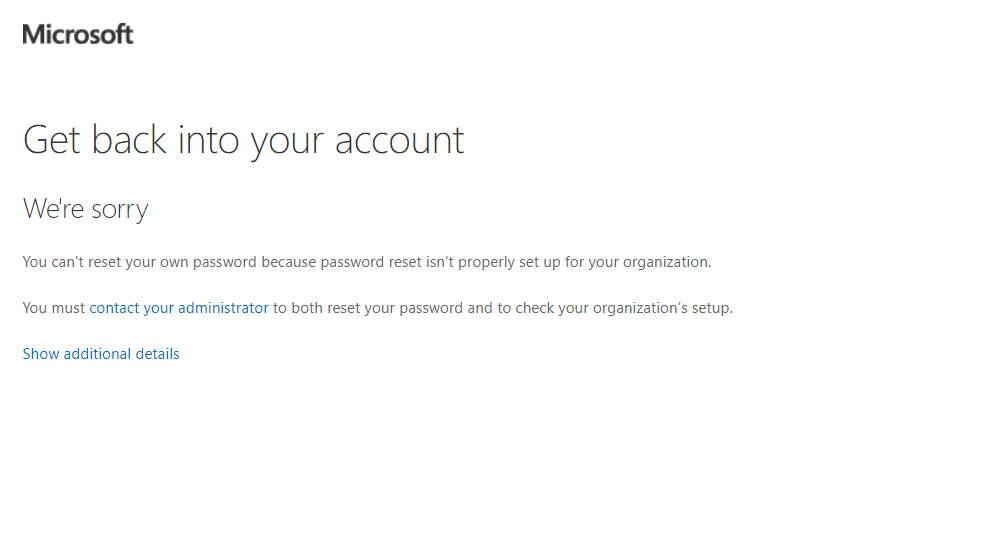 Microsoft
Get back into your account
We're sorry
You can't reset your own password because password reset isn't properly set up for your organization.
You must contact your administrator to both reset your password and to check your organization's setup.
Show additional details